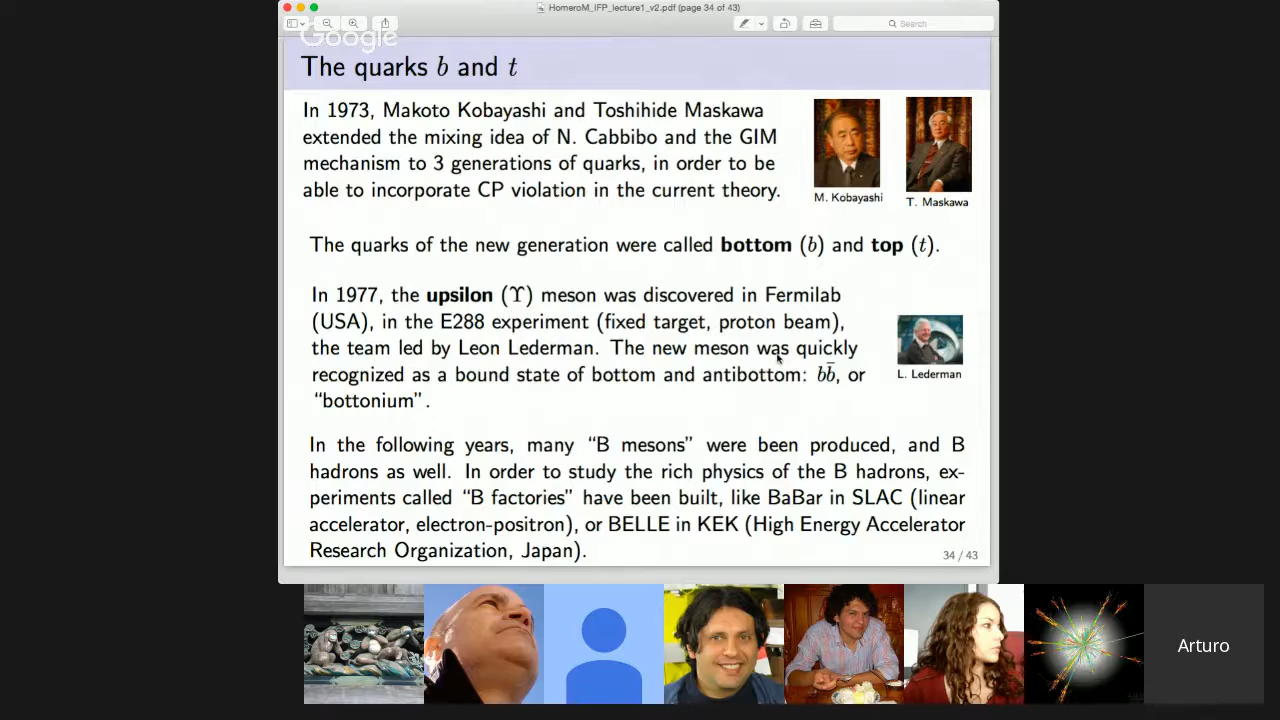 HomeroM_IFP_lecture1_v2.pdf (page 34 of 43)
Search
Google
The quarks b and t
In 1973, Makoto Kobayashi and Toshihide Maskawa
extended the mixing idea of N. Cabbibo and the GIM
mechanism to 3 generations of quarks, in order to be
able to incorporate CP violation in the current theory.
M. Kobayashi
T. Maskawa
The quarks of the new generation were called bottom (b) and top (t).
In 1977, the upsilon (ϒ) meson was discovered in Fermilab
(USA), in the E288 experiment (fixed target, proton beam),
the team led by Leon Lederman. The new meson was quickly
recognized as a bound state of bottom and antibottom: bb̄, or
“bottonium”.
L. Lederman
In the following years, many “B mesons” were been produced, and B
hadrons as well. In order to study the rich physics of the B hadrons, ex-
periments called “B factories” have been built, like BaBar in SLAC (linear
accelerator, electron-positron), or BELLE in KEK (High Energy Accelerator
Research Organization, Japan).
34 / 43
Arturo